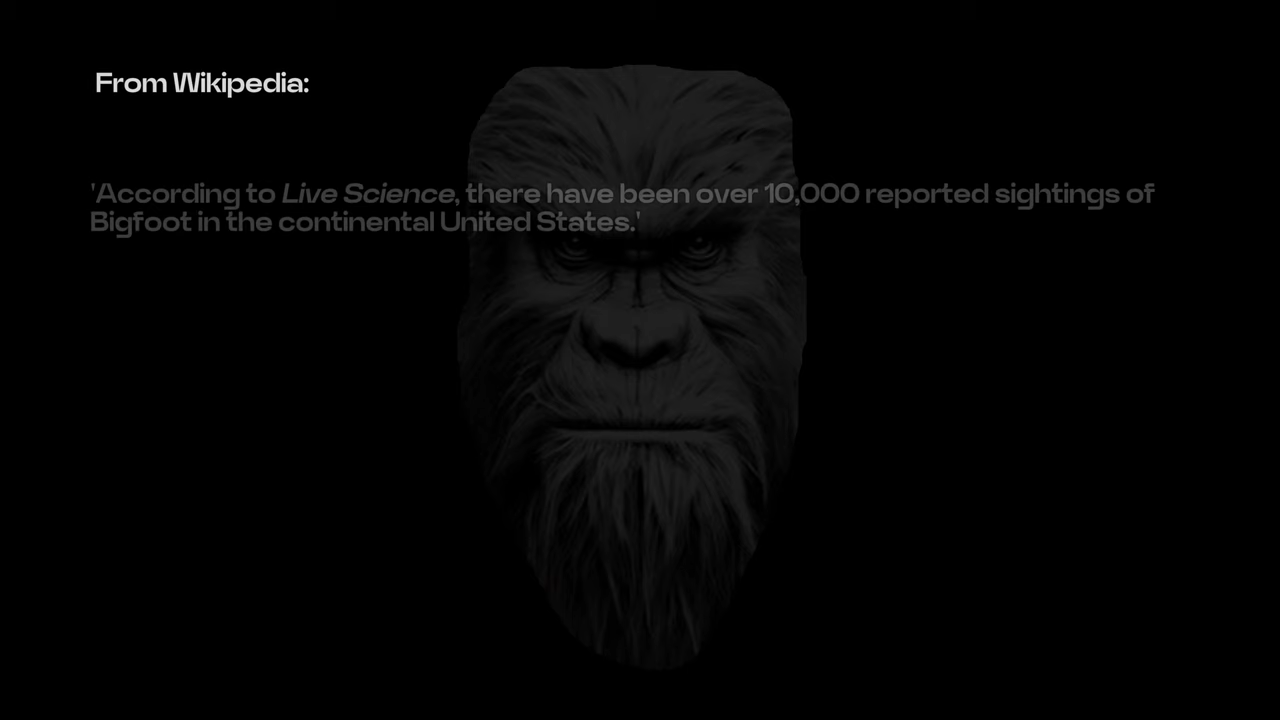 From Wikipedia:
'According to Live Science, there have been over 10,000 reported sightings of
Bigfoot in the continental United States.'